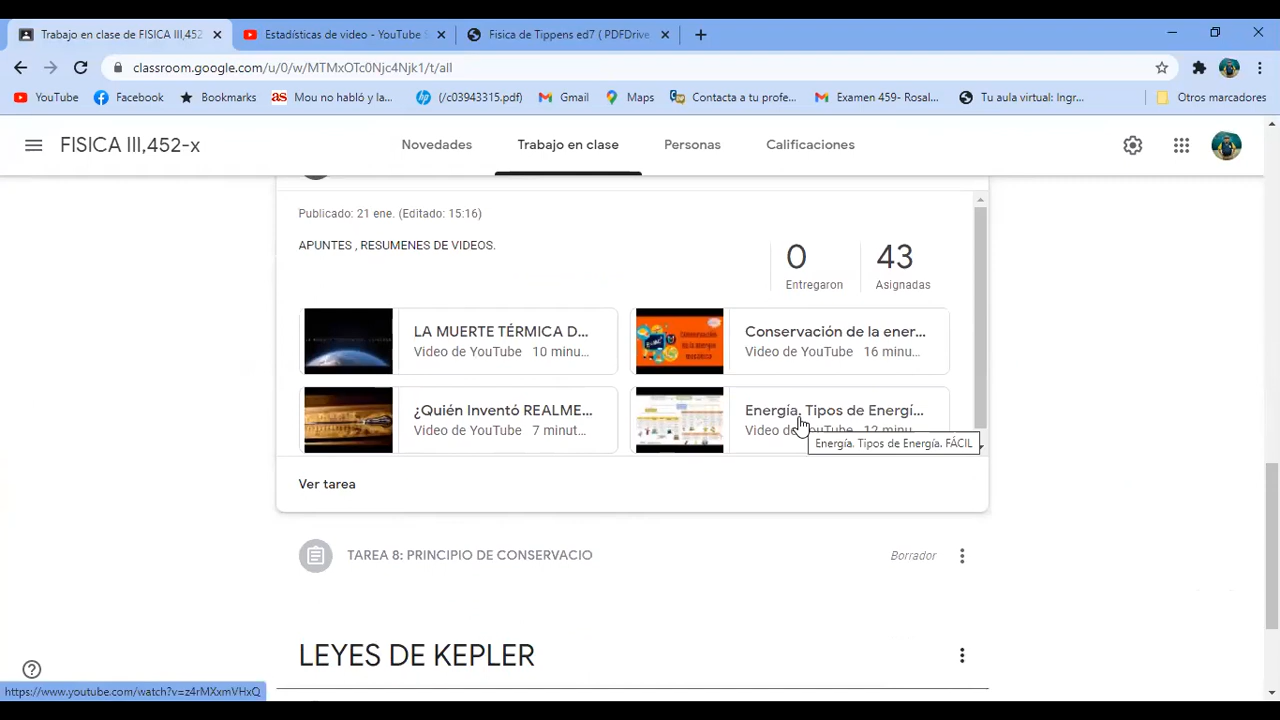 Trabajo en clase de FISICA III,452
Estadísticas de video - YouTube
Fisica de Tippens ed7 ( PDFDrive
classroom.google.com/u/0/w/MTMxOTc0Njc4Njk1/t/all
YouTube
Facebook
Bookmarks
Mou no habló y la...
(/c03943315.pdf)
Gmail
Maps
Contacta a tu profe...
Examen 459- Rosal...
Tu aula virtual: Ingr...
Otros marcadores
FISICA III,452-x
Novedades
Trabajo en clase
Personas
Calificaciones
Publicado: 21 ene. (Editado: 15:16)
APUNTES , RESUMENES DE VIDEOS.
0
Entregaron
43
Asignadas
LA MUERTE TÉRMICA D...
Video de YouTube 10 minu...
Conservación de la ener...
Video de YouTube 16 minu...
¿Quién Inventó REALME...
Video de YouTube 7 minut...
Energía. Tipos de Energí...
Video de YouTube 12 minu...
Energía. Tipos de Energía. FÁCIL
Ver tarea
TAREA 8: PRINCIPIO DE CONSERVACIO
Borrador
LEYES DE KEPLER
https://www.youtube.com/watch?v=z4rMXxmVHxQ